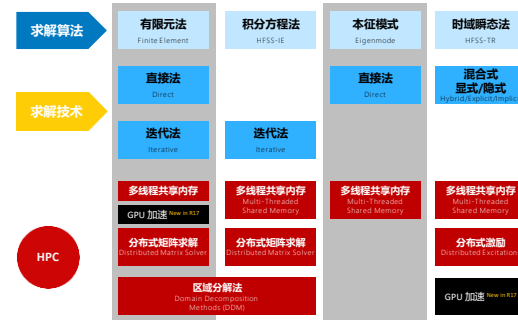 求解算法
有限元法
Finite Element
积分方程法
HFSS-IE
本征模式
Eigenmode
时域瞬态法
HFSS-TR
求解技术
直接法
Direct
直接法
Direct
混合式
显式/隐式
Hybrid/Explicit/Implic
迭代法
Iterative
迭代法
Iterative
HPC
多线程共享内存
多线程共享内存
Multi-Threaded
Shared Memory
多线程共享内存
Multi-Threaded
Shared Memory
多线程共享内存
Multi-Threaded
Shared Memory
GPU 加速 New in R17
分布式矩阵求解
Distributed Matrix Solver
分布式矩阵求解
Distributed Matrix Solver
分布式激励
Distributed Excitation
区域分解法
Domain Decomposition
Methods (DDM)
GPU 加速 New in R17